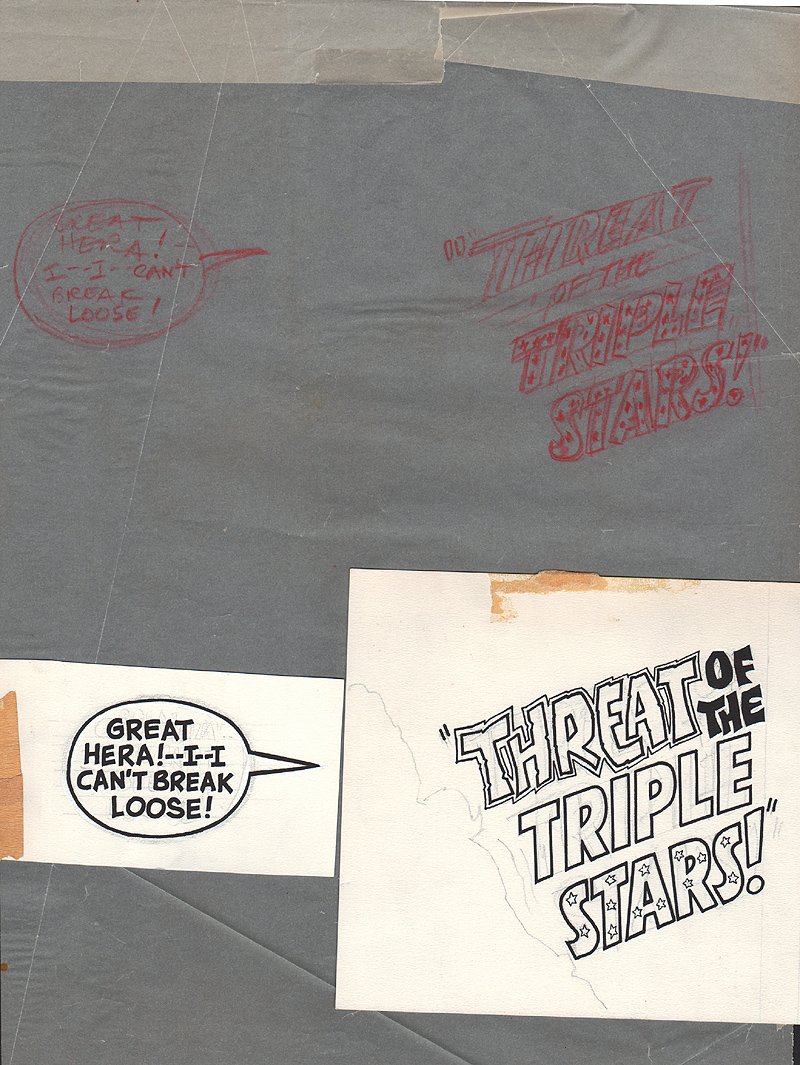 GREAT
HERA!--
I---I--CAN'T
BREAK
LOOSE!
"THREAT
OF THE
TRIPLE
STARS!"
GREAT
HERA!--I--I
CAN'T BREAK
LOOSE!
"THREAT OF
THE
TRIPLE
STARS!"